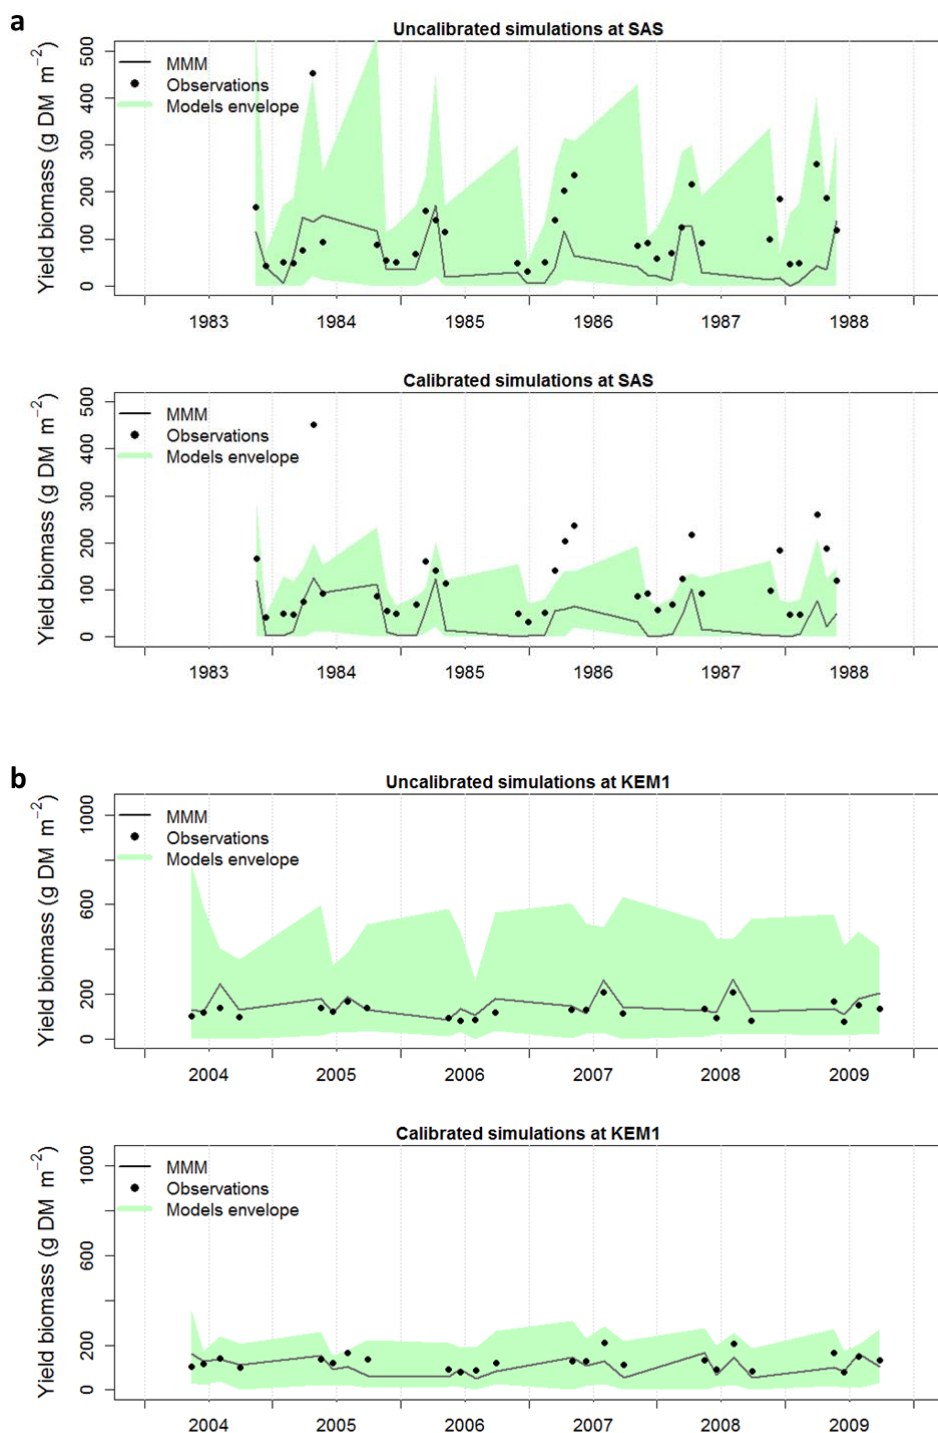 a
Uncalibrated simulations at SAS
Yield biomass (g DM m⁻²)
500
400
300
200
100
0
MMM
Observations
Models envelope
1983 1984 1985 1986 1987 1988
Calibrated simulations at SAS
Yield biomass (g DM m⁻²)
500
400
300
200
100
0
MMM
Observations
Models envelope
1983 1984 1985 1986 1987 1988
b
Uncalibrated simulations at KEM1
Yield biomass (g DM m⁻²)
1000
600
200
0
MMM
Observations
Models envelope
2004 2005 2006 2007 2008 2009
Calibrated simulations at KEM1
Yield biomass (g DM m⁻²)
1000
600
200
0
MMM
Observations
Models envelope
2004 2005 2006 2007 2008 2009